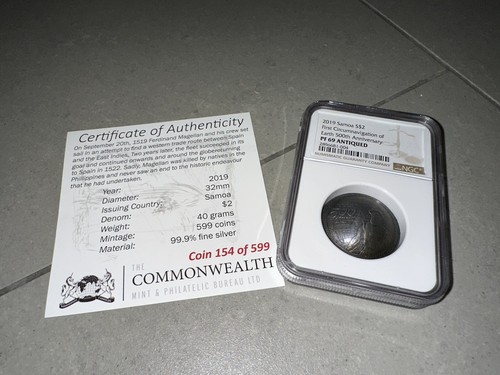 Certificate of Authenticity
On September 20th, 1519 Ferdinand Magellan and his crew set
sail in an attempt to find a western trade route between Spain
and the East Indies. Two years later, the fleet succeeded in its
goal and continued onwards and around the globe returning
to Spain in 1522. Sadly, Magellan was killed by natives in the
Philippines and never saw an end to the historic endeavour
that he had undertaken.
Year: 2019
Diameter: 32mm
Issuing Country: Samoa
Denom: $2
Weight: 40 grams
Mintage: 599 coins
Material: 99.9% fine silver
Coin 154 of 599
THE
COMMONWEALTH
MINT & PHILATELIC BUREAU LTD
2019 Samoa S$2
First Circumnavigation of
Earth 500th Anniversary
PF 69 ANTIQUED
NGC